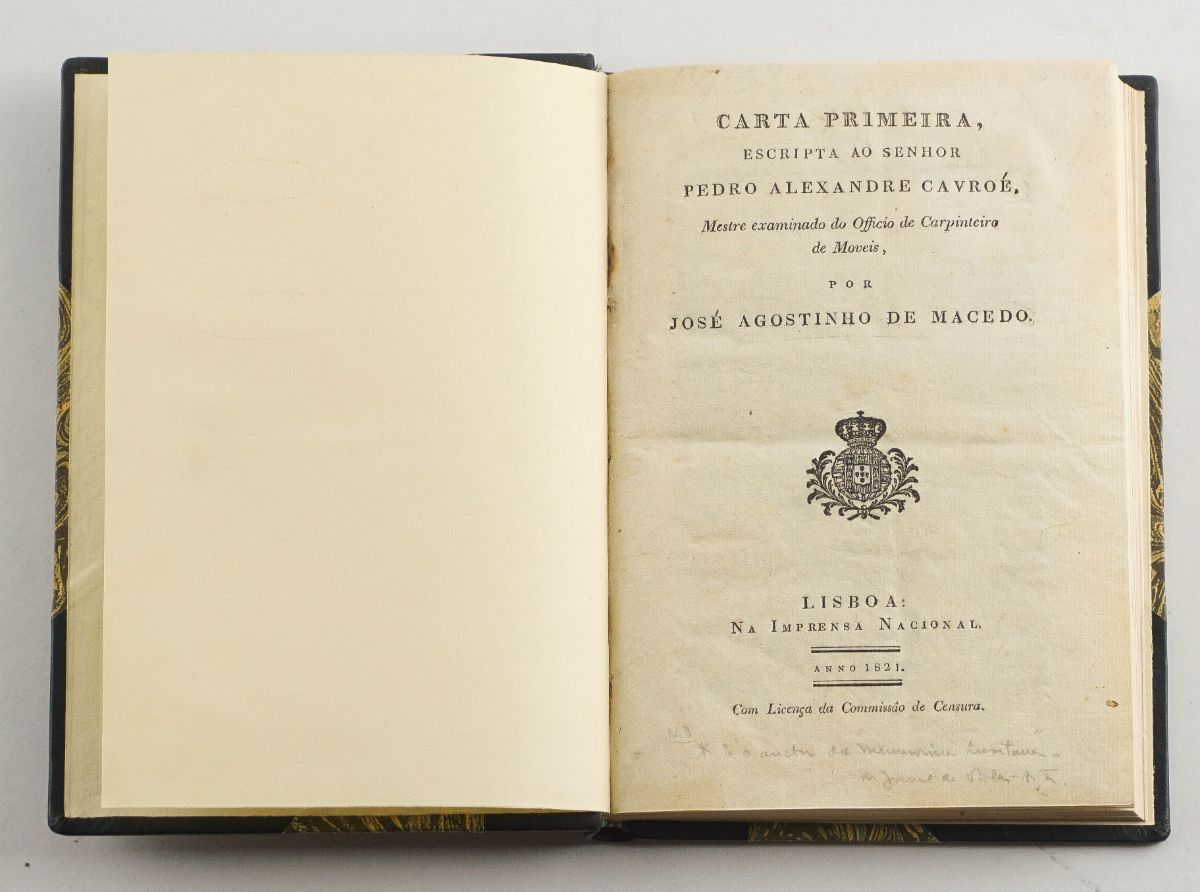 CARTA PRIMEIRA,
ESCRIPTA AO SENHOR
PEDRO ALEXANDRE CAVROÉ,
Mestre examinado do Officio de Carpinteiro
de Moveis,
POR
JOSÉ AGOSTINHO DE MACEDO.
LISBOA:
NA IMPRENSA NACIONAL.
ANNO 1821.
Com Licença da Commissão de Censura.